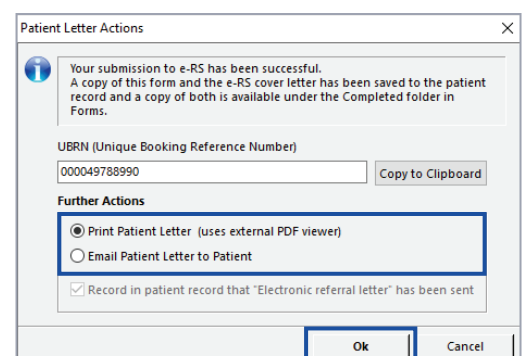 Patient Letter Actions
Your submission to e-RS has been successful.
A copy of this form and the e-RS cover letter has been saved to the patient
record and a copy of both is available under the Completed folder in
Forms.
UBRN (Unique Booking Reference Number)
000049788990
Copy to Clipboard
Further Actions
Print Patient Letter (uses external PDF viewer)
Email Patient Letter to Patient
Record in patient record that "Electronic referral letter" has been sent
Ok
Cancel